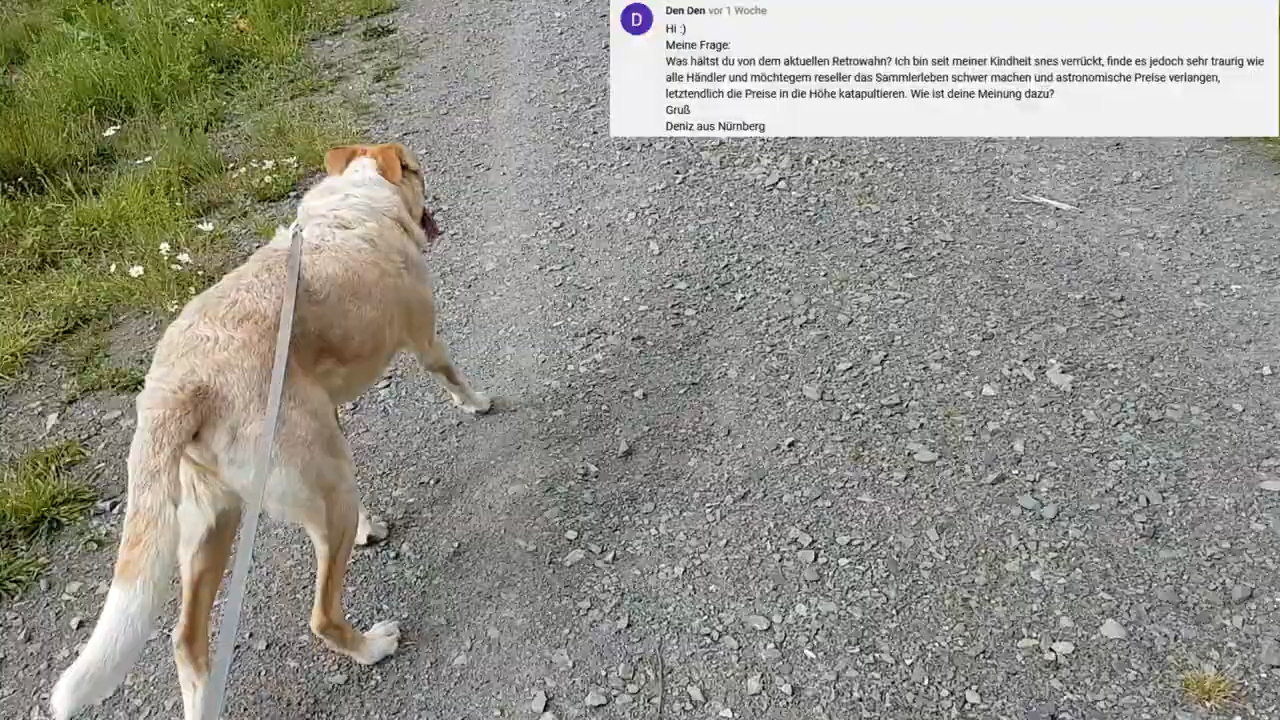 D
Den Den vor 1 Woche
Hi :)
Meine Frage:
Was hältst du von dem aktuellen Retrowahn? Ich bin seit meiner Kindheit snes verrückt, finde es jedoch sehr traurig wie
alle Händler und möchtegern reseller das Sammlerleben schwer machen und astronomische Preise verlangen,
letztendlich die Preise in die Höhe katapultieren. Wie ist deine Meinung dazu?
Gruß
Deniz aus Nürnberg